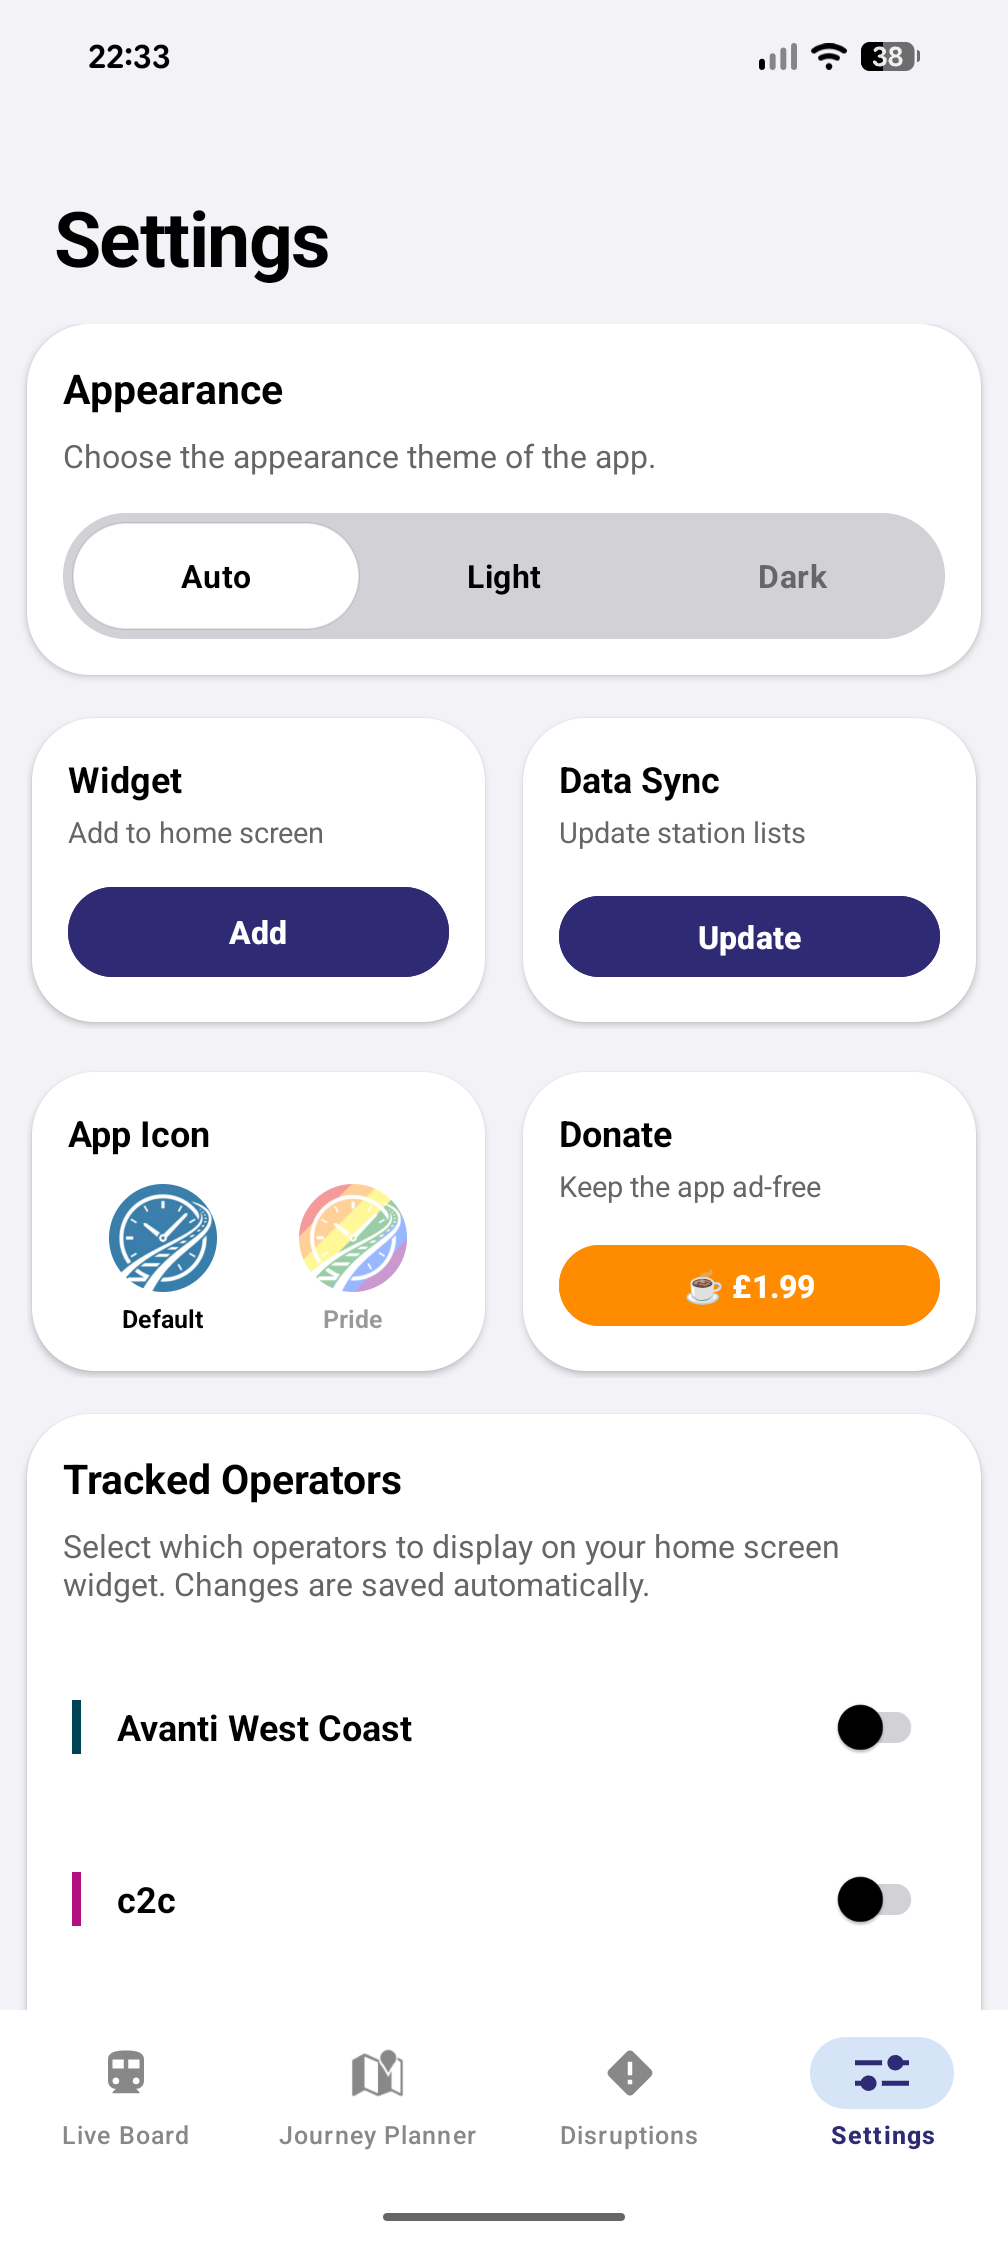 22:33
38
Settings
Appearance
Choose the appearance theme of the app.
Auto
Light
Dark
Widget
Add to home screen
Add
Data Sync
Update station lists
Update
App Icon
Default
Pride
Donate
Keep the app ad-free
☕ £1.99
Tracked Operators
Select which operators to display on your home screen
widget. Changes are saved automatically.
Avanti West Coast
c2c
Live Board
Journey Planner
Disruptions
Settings